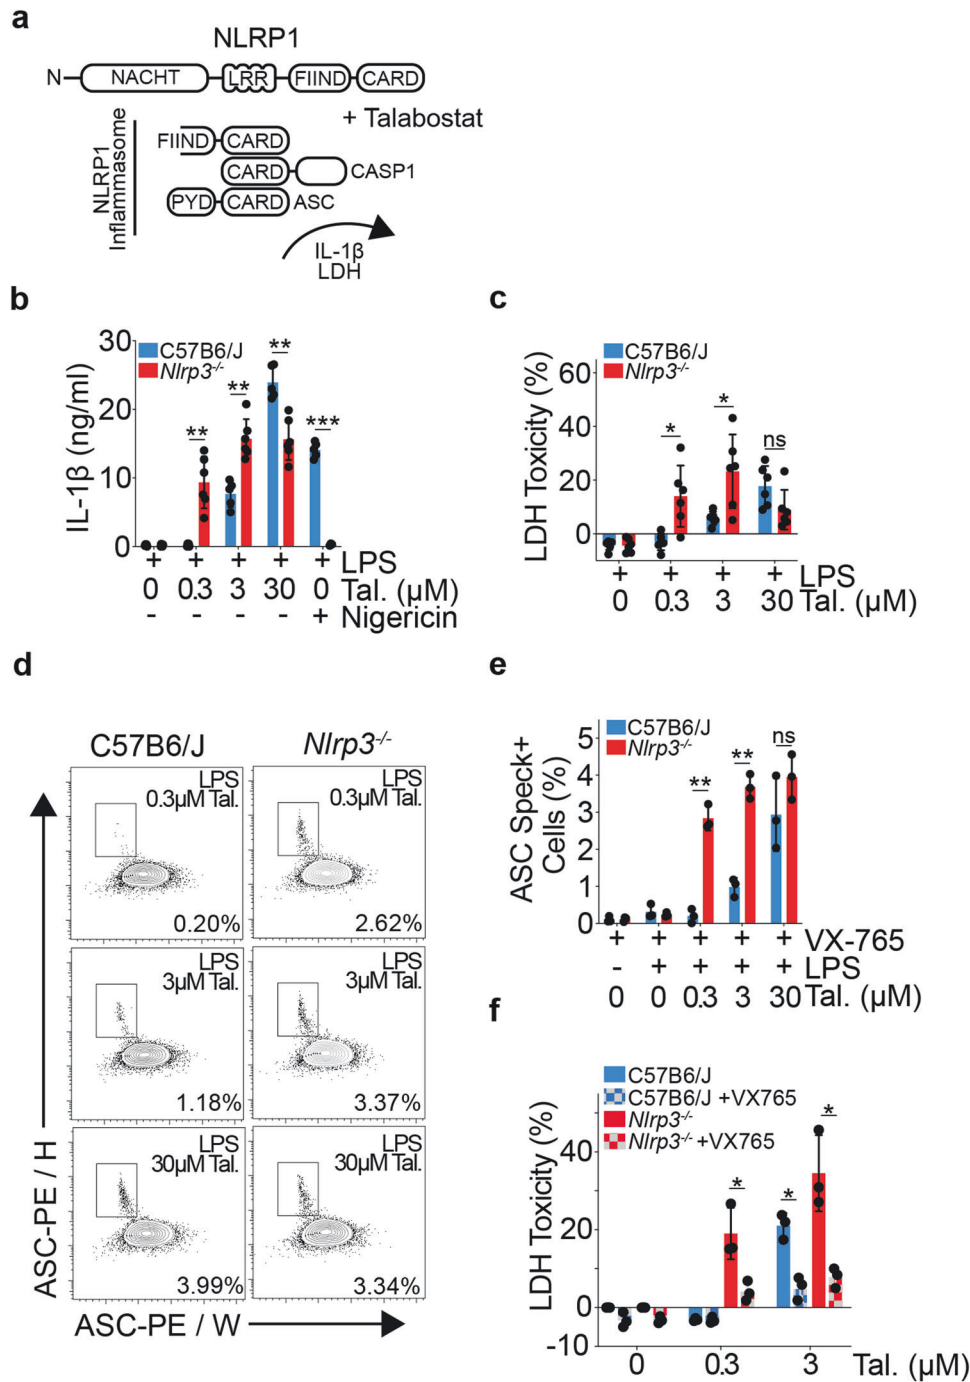 a
NLRP1
N
NACHT
LRR
FIIND
CARD
+ Talabostat
NLRP1
Inflammasome
FIIND
CARD
CARD
CASP1
PYD
CARD
ASC
IL-1β
LDH
b
C57B6/J
Nlrp3-/-
IL-1β (ng/ml)
30
20
10
0
**
**
**
***
+ + + + + LPS
0 0.3 3 30 0 Tal. (μM)
- - - - + Nigericin
c
C57B6/J
Nlrp3-/-
LDH Toxicity (%)
60
40
20
0
*
*
ns
+ + + + LPS
0 0.3 3 30 Tal. (μM)
d
C57B6/J
Nlrp3-/-
LPS
0.3μM Tal.
0.20%
LPS
0.3μM Tal.
2.62%
LPS
3μM Tal.
1.18%
LPS
3μM Tal.
3.37%
LPS
30μM Tal.
3.99%
LPS
30μM Tal.
3.34%
ASC-PE / H
ASC-PE / W
e
C57B6/J
Nlrp3-/-
ASC Speck+
Cells (%)
5
4
3
2
1
0
**
**
ns
+ + + + + VX-765
- + + + + LPS
0 0 0.3 3 30 Tal. (μM)
f
C57B6/J
C57B6/J +VX765
Nlrp3-/-
Nlrp3-/- +VX765
LDH Toxicity (%)
40
20
0
-10
*
*
*
0 0.3 3 Tal. (μM)